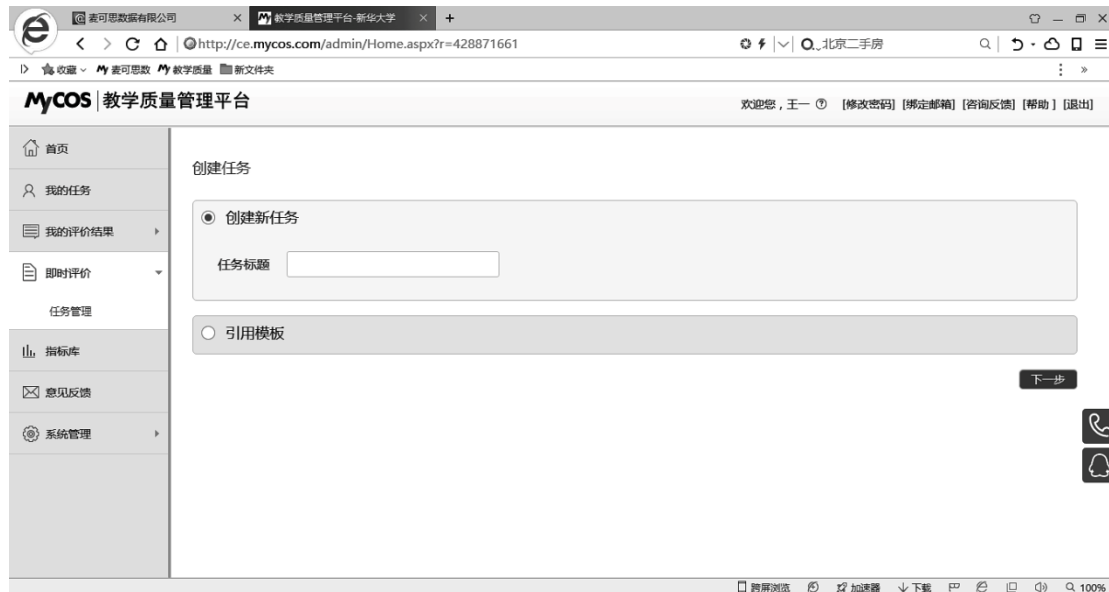 麦可思数据有限公司 × 教学质量管理平台-新华大学 × +
http://ce.mycos.com/admin/Home.aspx?r=428871661 北京二手房
收藏 麦可思数 教学质量 新文件夹
MyCOS 教学质量管理平台
欢迎您，王一 [修改密码] [绑定邮箱] [咨询反馈] [帮助 ] [退出]
首页
我的任务
我的评价结果
即时评价
任务管理
指标库
意见反馈
系统管理
创建任务
创建新任务
任务标题
引用模板
下一步
跨屏浏览 加速器 下载 100%